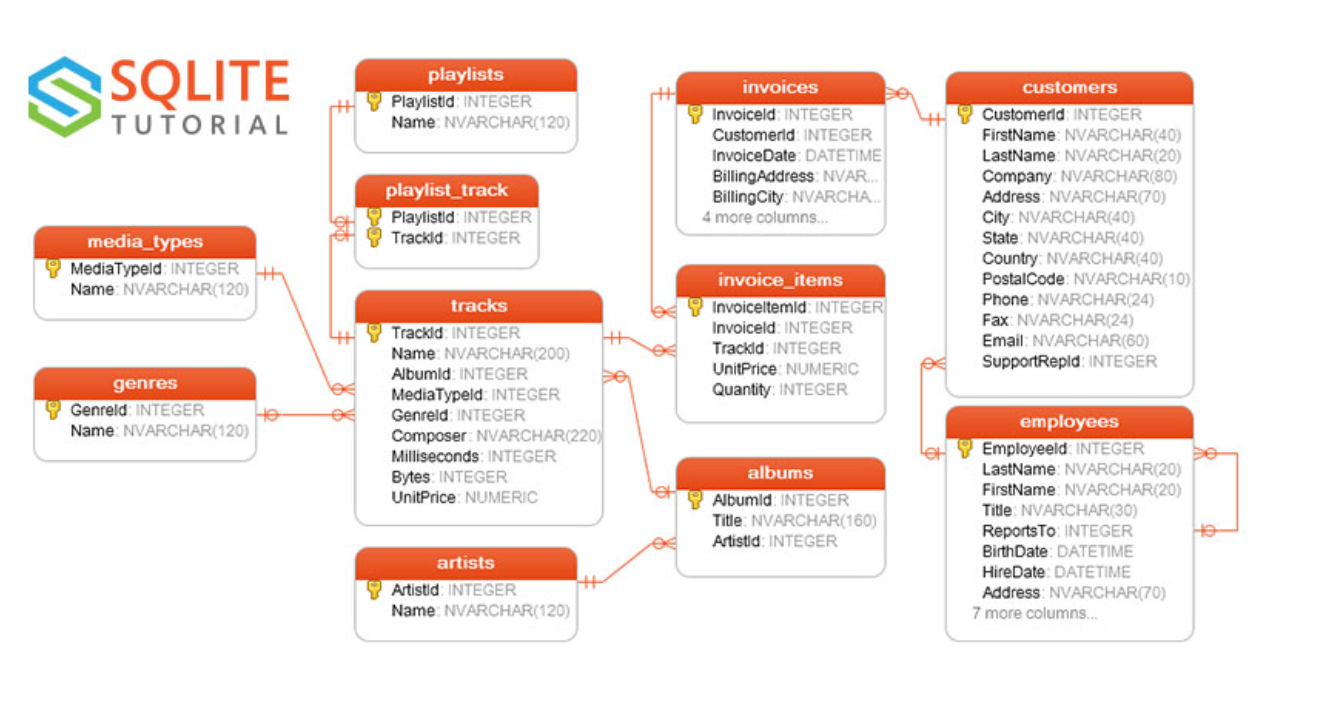 SQLITE
TUTORIAL
playlists
PlaylistId: INTEGER
Name: NVARCHAR(120)
playlist_track
PlaylistId: INTEGER
TrackId: INTEGER
media_types
MediaTypeId: INTEGER
Name: NVARCHAR(120)
genres
GenreId: INTEGER
Name: NVARCHAR(120)
tracks
TrackId: INTEGER
Name: NVARCHAR(200)
AlbumId: INTEGER
MediaTypeId: INTEGER
GenreId: INTEGER
Composer: NVARCHAR(220)
Milliseconds: INTEGER
Bytes: INTEGER
UnitPrice: NUMERIC
artists
ArtistId: INTEGER
Name: NVARCHAR(120)
invoices
InvoiceId: INTEGER
CustomerId: INTEGER
InvoiceDate: DATETIME
BillingAddress: NVAR...
BillingCity: NVARCHA...
4 more columns...
invoice_items
InvoiceItemId: INTEGER
InvoiceId: INTEGER
TrackId: INTEGER
UnitPrice: NUMERIC
Quantity: INTEGER
albums
AlbumId: INTEGER
Title: NVARCHAR(160)
ArtistId: INTEGER
customers
CustomerId: INTEGER
FirstName: NVARCHAR(40)
LastName: NVARCHAR(20)
Company: NVARCHAR(80)
Address: NVARCHAR(70)
City: NVARCHAR(40)
State: NVARCHAR(40)
Country: NVARCHAR(40)
PostalCode: NVARCHAR(10)
Phone: NVARCHAR(24)
Fax: NVARCHAR(24)
Email: NVARCHAR(60)
SupportRepId: INTEGER
employees
EmployeeId: INTEGER
LastName: NVARCHAR(20)
FirstName: NVARCHAR(20)
Title: NVARCHAR(30)
ReportsTo: INTEGER
BirthDate: DATETIME
HireDate: DATETIME
Address: NVARCHAR(70)
7 more columns...